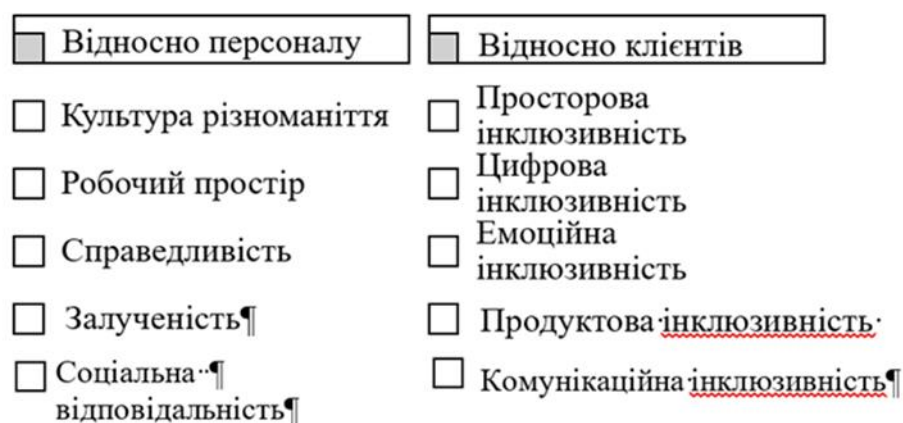 Відносно персоналу
Культура різноманіття
Робочий простір
Справедливість
Залученість¶
Соціальна··¶
відповідальність¶
Відносно клієнтів
Просторова
інклюзивність
Цифрова
інклюзивність
Емоційна
інклюзивність
Продуктова·інклюзивність·
Комунікаційна·інклюзивність¶